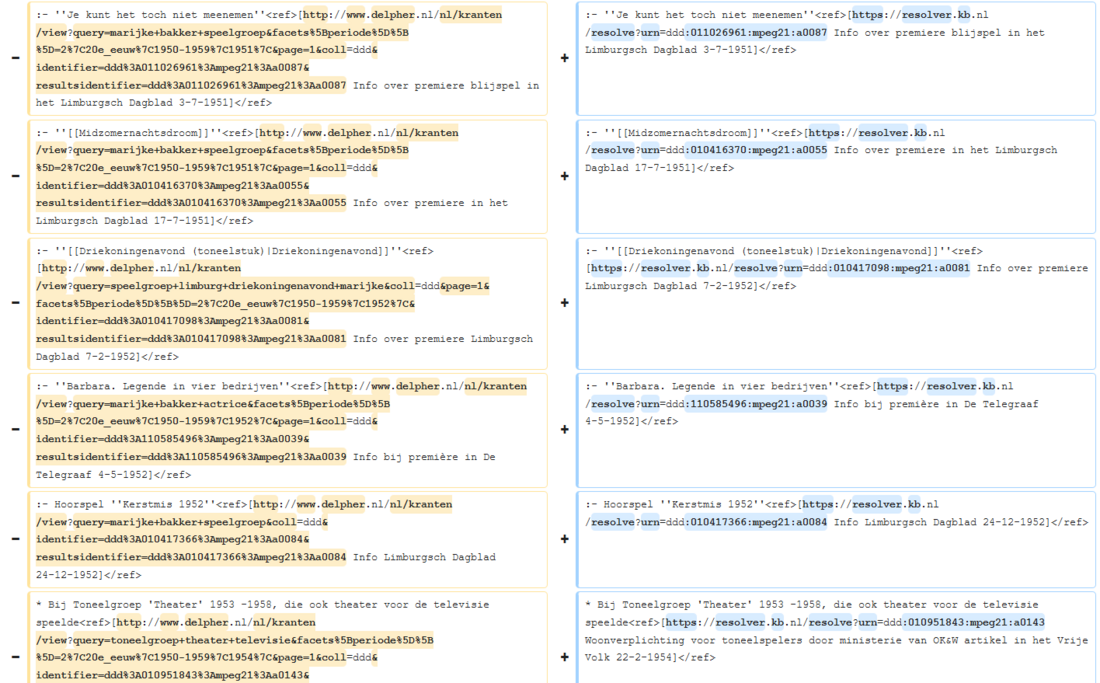 :- ''Je kunt het toch niet meenemen''<ref>[http://www.delpher.nl/nl/kranten
/view?query=marijke+bakker+speelgroep&facets%5Bperiode%5D%5B
%5D=2%7C20e_eeuw%7C1950-1959%7C1951%7C&page=1&coll=ddd&
identifier=ddd%3A011026961%3Ampeg21%3Aa0087&
resultsidentifier=ddd%3A011026961%3Ampeg21%3Aa0087 Info over premiere blijspel in
het Limburgsch Dagblad 3-7-1951]</ref>
:- ''Je kunt het toch niet meenemen''<ref>[https://resolver.kb.nl
/resolve?urn=ddd:011026961:mpeg21:a0087 Info over premiere blijspel in het
Limburgsch Dagblad 3-7-1951]</ref>
:- ''[[Midzomernachtsdroom]]''<ref>[http://www.delpher.nl/nl/kranten
/view?query=marijke+bakker+speelgroep&facets%5Bperiode%5D%5B
%5D=2%7C20e_eeuw%7C1950-1959%7C1951%7C&page=1&coll=ddd&
identifier=ddd%3A010416370%3Ampeg21%3Aa0055&
resultsidentifier=ddd%3A010416370%3Ampeg21%3Aa0055 Info over premiere in het
Limburgsch Dagblad 17-7-1951]</ref>
:- ''[[Midzomernachtsdroom]]''<ref>[https://resolver.kb.nl
/resolve?urn=ddd:010416370:mpeg21:a0055 Info over premiere in het Limburgsch
Dagblad 17-7-1951]</ref>
:- ''[[Driekoningenavond (toneelstuk)|Driekoningenavond]]''<ref>
[http://www.delpher.nl/nl/kranten
/view?query=speelgroep+limburg+driekoningenavond+marijke&coll=ddd&page=1&
facets%5Bperiode%5D%5B%5D=2%7C20e_eeuw%7C1950-1959%7C1952%7C&
identifier=ddd%3A010417098%3Ampeg21%3Aa0081&
resultsidentifier=ddd%3A010417098%3Ampeg21%3Aa0081 Info over premiere Limburgsch
Dagblad 7-2-1952]</ref>
:- ''[[Driekoningenavond (toneelstuk)|Driekoningenavond]]''<ref>
[https://resolver.kb.nl/resolve?urn=ddd:010417098:mpeg21:a0081 Info over premiere
Limburgsch Dagblad 7-2-1952]</ref>
:- ''Barbara. Legende in vier bedrijven''<ref>[http://www.delpher.nl/nl/kranten
/view?query=marijke+bakker+actrice&facets%5Bperiode%5D%5B
%5D=2%7C20e_eeuw%7C1950-1959%7C1952%7C&page=1&coll=ddd&
identifier=ddd%3A110585496%3Ampeg21%3Aa0039&
resultsidentifier=ddd%3A110585496%3Ampeg21%3Aa0039 Info bij première in De
Telegraaf 4-5-1952]</ref>
:- ''Barbara. Legende in vier bedrijven''<ref>[https://resolver.kb.nl
/resolve?urn=ddd:110585496:mpeg21:a0039 Info bij première in De Telegraaf
4-5-1952]</ref>
:- Hoorspel ''Kerstmis 1952''<ref>[http://www.delpher.nl/nl/kranten
/view?query=marijke+bakker+speelgroep&coll=ddd&
identifier=ddd%3A010417366%3Ampeg21%3Aa0084&
resultsidentifier=ddd%3A010417366%3Ampeg21%3Aa0084 Info Limburgsch Dagblad
24-12-1952]</ref>
:- Hoorspel ''Kerstmis 1952''<ref>[https://resolver.kb.nl
/resolve?urn=ddd:010417366:mpeg21:a0084 Info Limburgsch Dagblad 24-12-1952]</ref>
* Bij Toneelgroep 'Theater' 1953 -1958, die ook theater voor de televisie
speelde<ref>[http://www.delpher.nl/nl/kranten
/view?query=toneelgroep+theater+televisie&facets%5Bperiode%5D%5B
%5D=2%7C20e_eeuw%7C1950-1959%7C1954%7C&page=1&coll=ddd&
identifier=ddd%3A010951843%3Ampeg21%3Aa0143&
* Bij Toneelgroep 'Theater' 1953 -1958, die ook theater voor de televisie
speelde<ref>[https://resolver.kb.nl/resolve?urn=ddd:010951843:mpeg21:a0143
Woonverplichting voor toneelspelers door ministerie van OK&W artikel in het Vrije
Volk 22-2-1954]</ref>